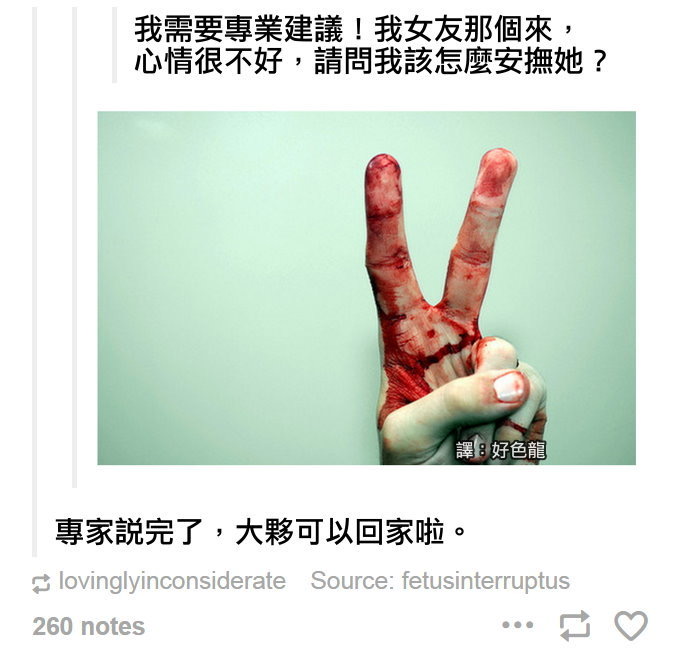 我需要專業建議！我女友那個來，
心情很不好，請問我該怎麼安撫她？
譯：好色龍
專家説完了，大夥可以回家啦。
lovinglyinconsiderate Source: fetusinterruptus
260 notes